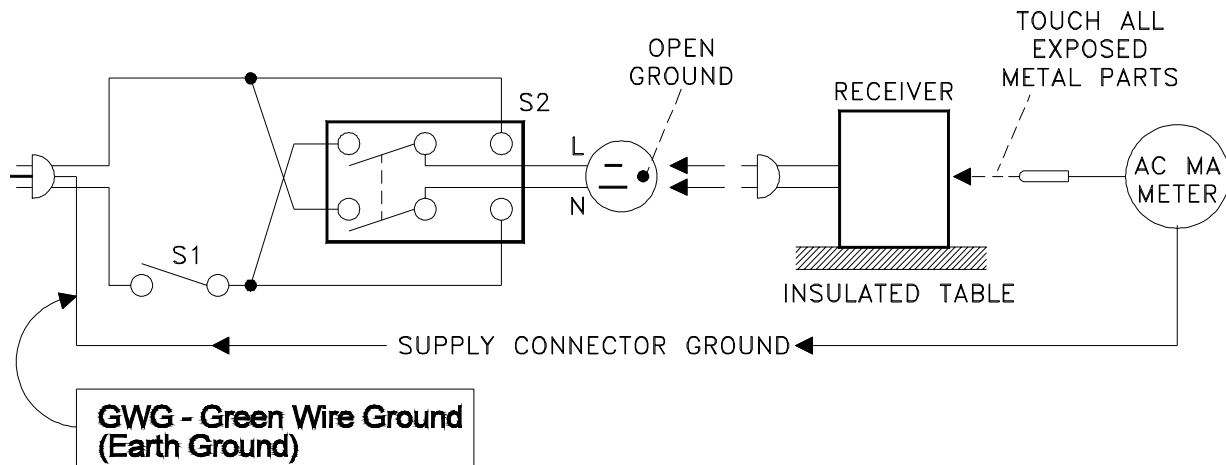 TOUCH ALL
EXPOSED
METAL PARTS
OPEN
GROUND
RECEIVER
S2
L
N
AC MA
METER
S1
INSULATED TABLE
SUPPLY CONNECTOR GROUND
GWG - Green Wire Ground
(Earth Ground)